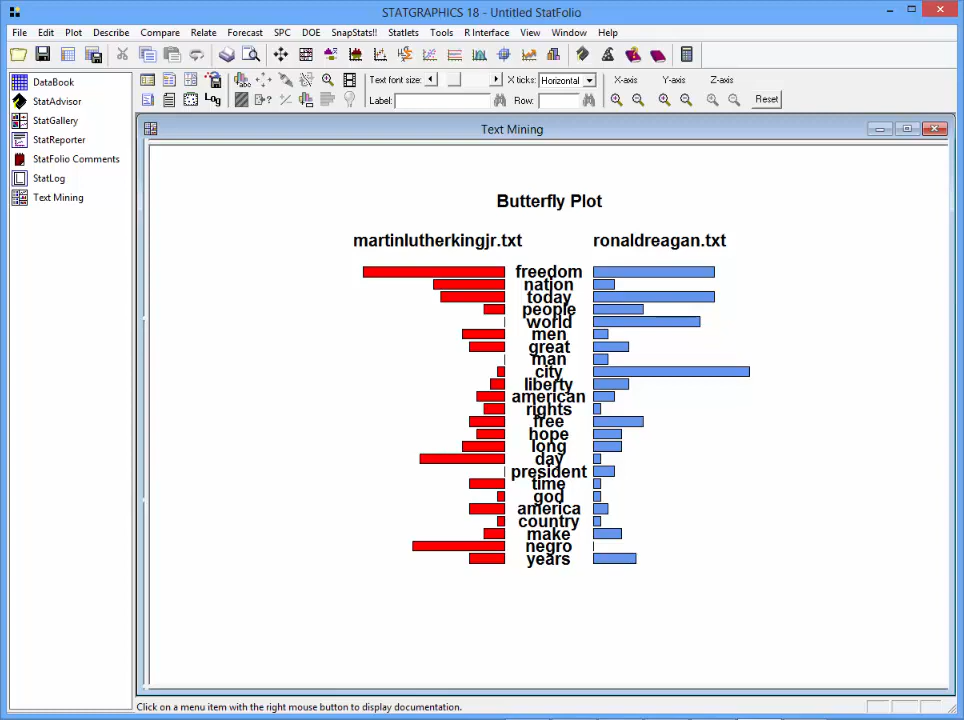 STATGRAPHICS 18 - Untitled StatFolio
File Edit Plot Describe Compare Relate Forecast SPC DOE SnapStats!! Statlets Tools R Interface View Window Help
Text font size: X ticks: Horizontal X-axis Y-axis Z-axis
Log Label: Row: Reset
DataBook
StatAdvisor
StatGallery
StatReporter
StatFolio Comments
StatLog
Text Mining
Text Mining
Butterfly Plot
martinlutherkingjr.txt ronaldreagan.txt
freedom
nation
today
people
world
men
great
man
city
liberty
american
rights
free
hope
long
day
president
time
god
america
country
make
negro
years
Click on a menu item with the right mouse button to display documentation.